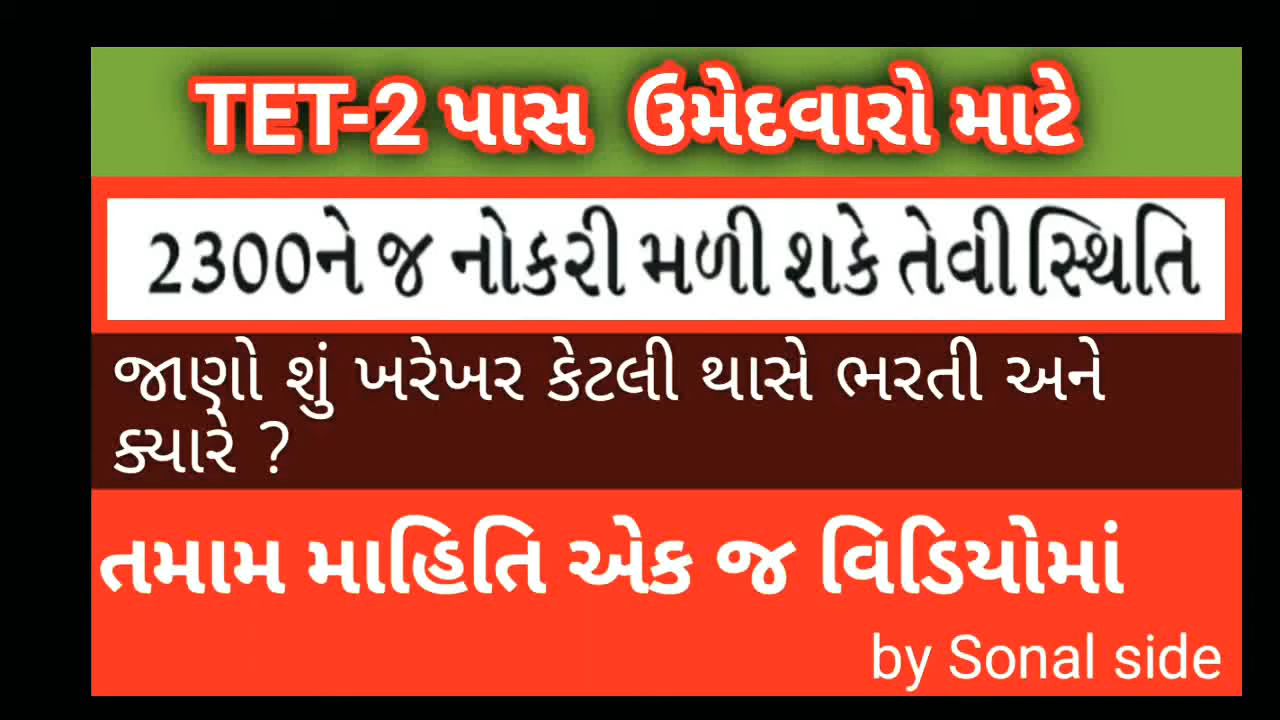 TET-2 પાસ ઉમેદવારો માટે
2300ને જ નોકરી મળી શકે તેવી સ્થિતિ
જાણો શું ખરેખર કેટલી થાસે ભરતી અને
ક્યારે ?
તમામ માહિતિ એક જ વિડિયોમાં
by Sonal side